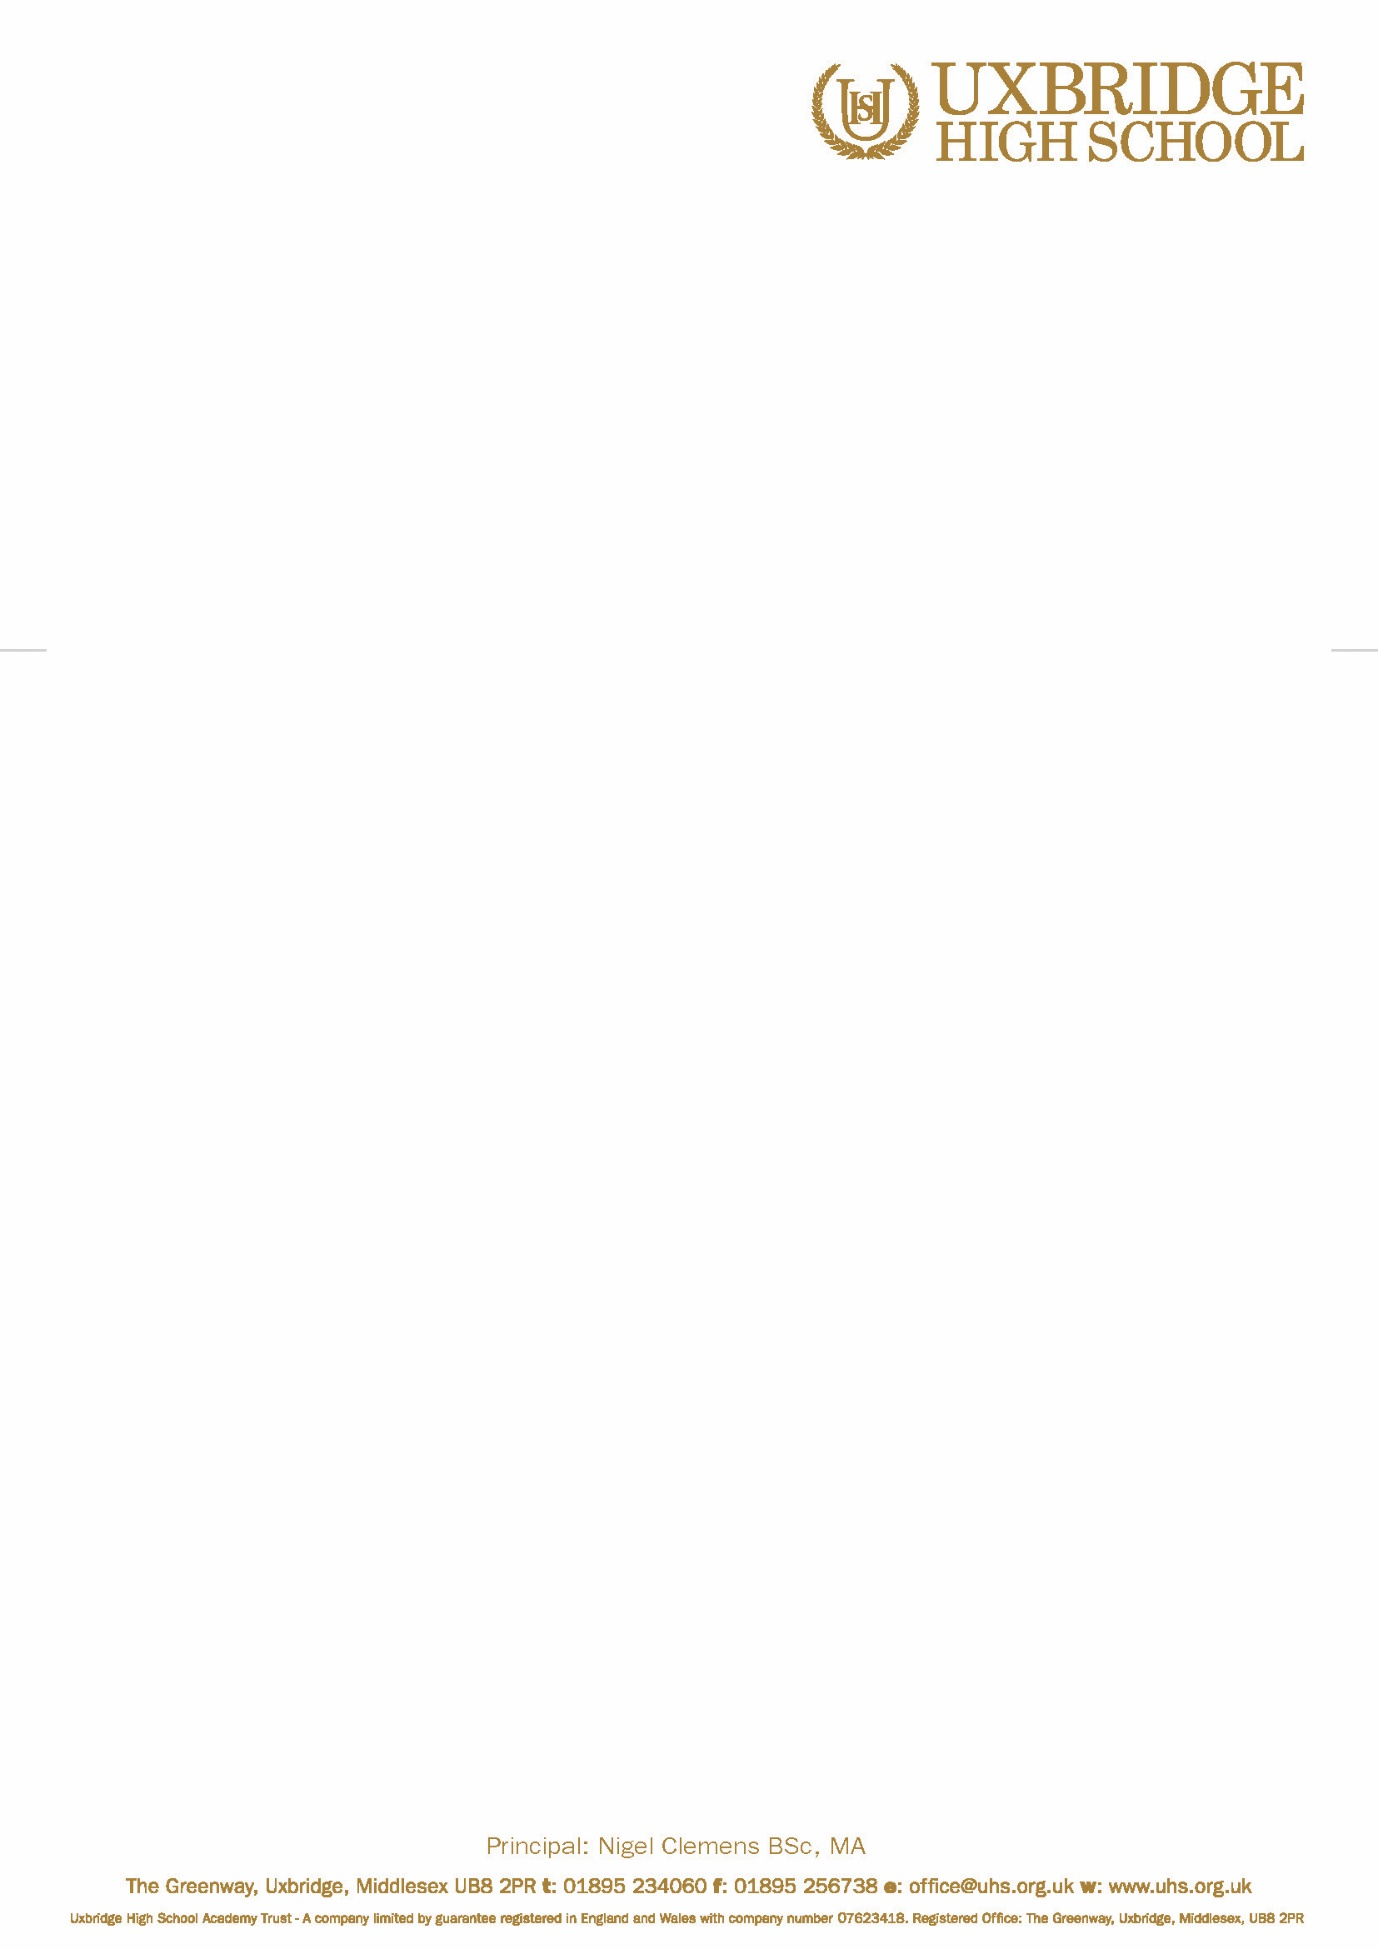 UXBRIDGE
HIGH SCHOOL
UHS
Principal: Nigel Clemens BSc, MA
The Greenway, Uxbridge, Middlesex UB8 2PR t: 01895 234060 f: 01895 256738 e: office@uhs.org.uk w: www.uhs.org.uk
Uxbridge High School Academy Trust - A company limited by guarantee registered in England and Wales with company number 07623418. Registered Office: The Greenway, Uxbridge, Middlesex, UB8 2PR